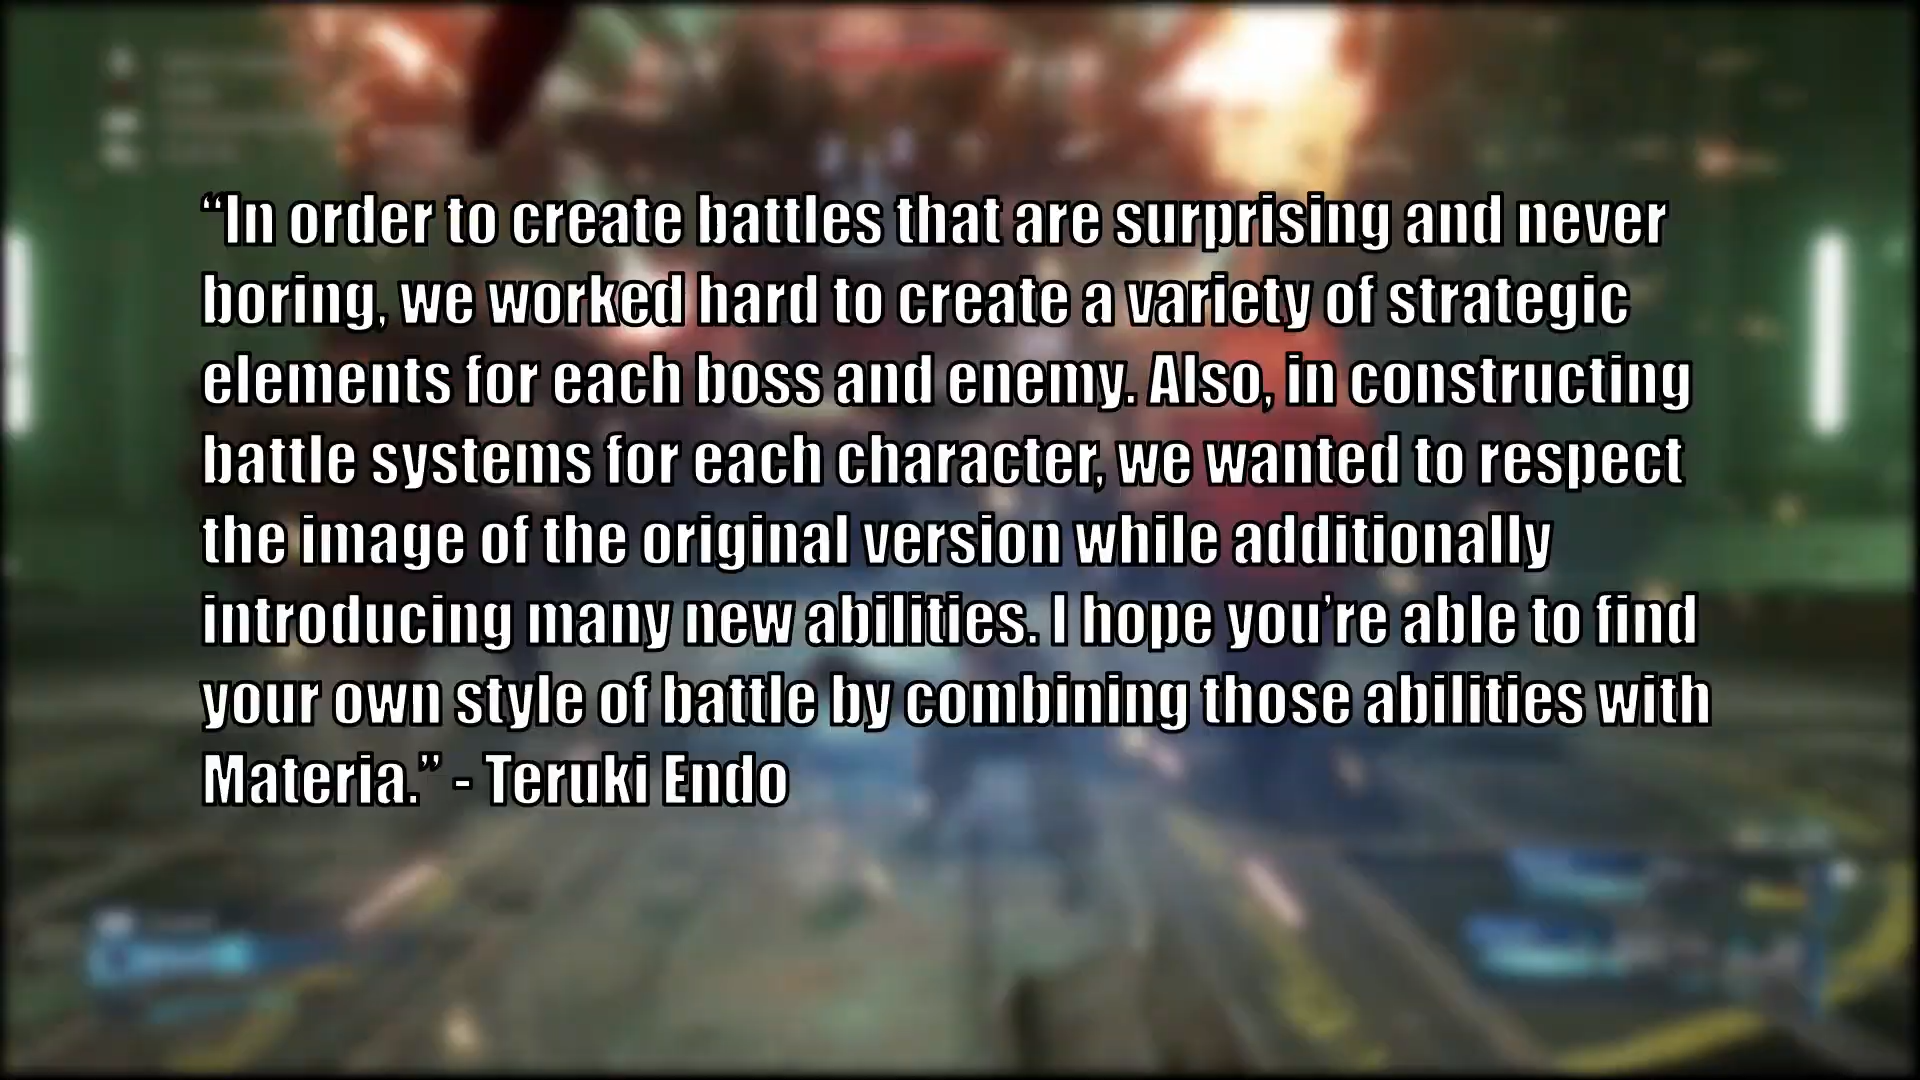 “In order to create battles that are surprising and never
boring, we worked hard to create a variety of strategic
elements for each boss and enemy. Also, in constructing
battle systems for each character, we wanted to respect
the image of the original version while additionally
introducing many new abilities. I hope you’re able to find
your own style of battle by combining those abilities with
Materia.” - Teruki Endo